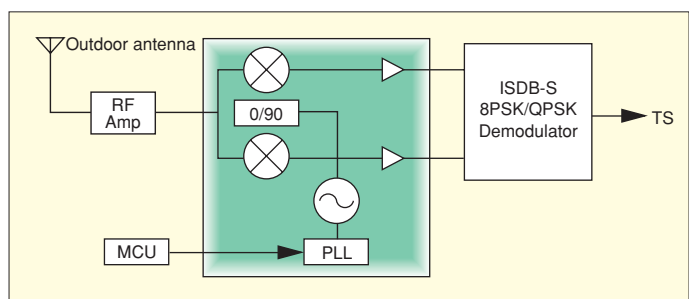 Outdoor antenna
RF
Amp
0/90
ISDB-S
8PSK/QPSK
Demodulator
TS
MCU
PLL